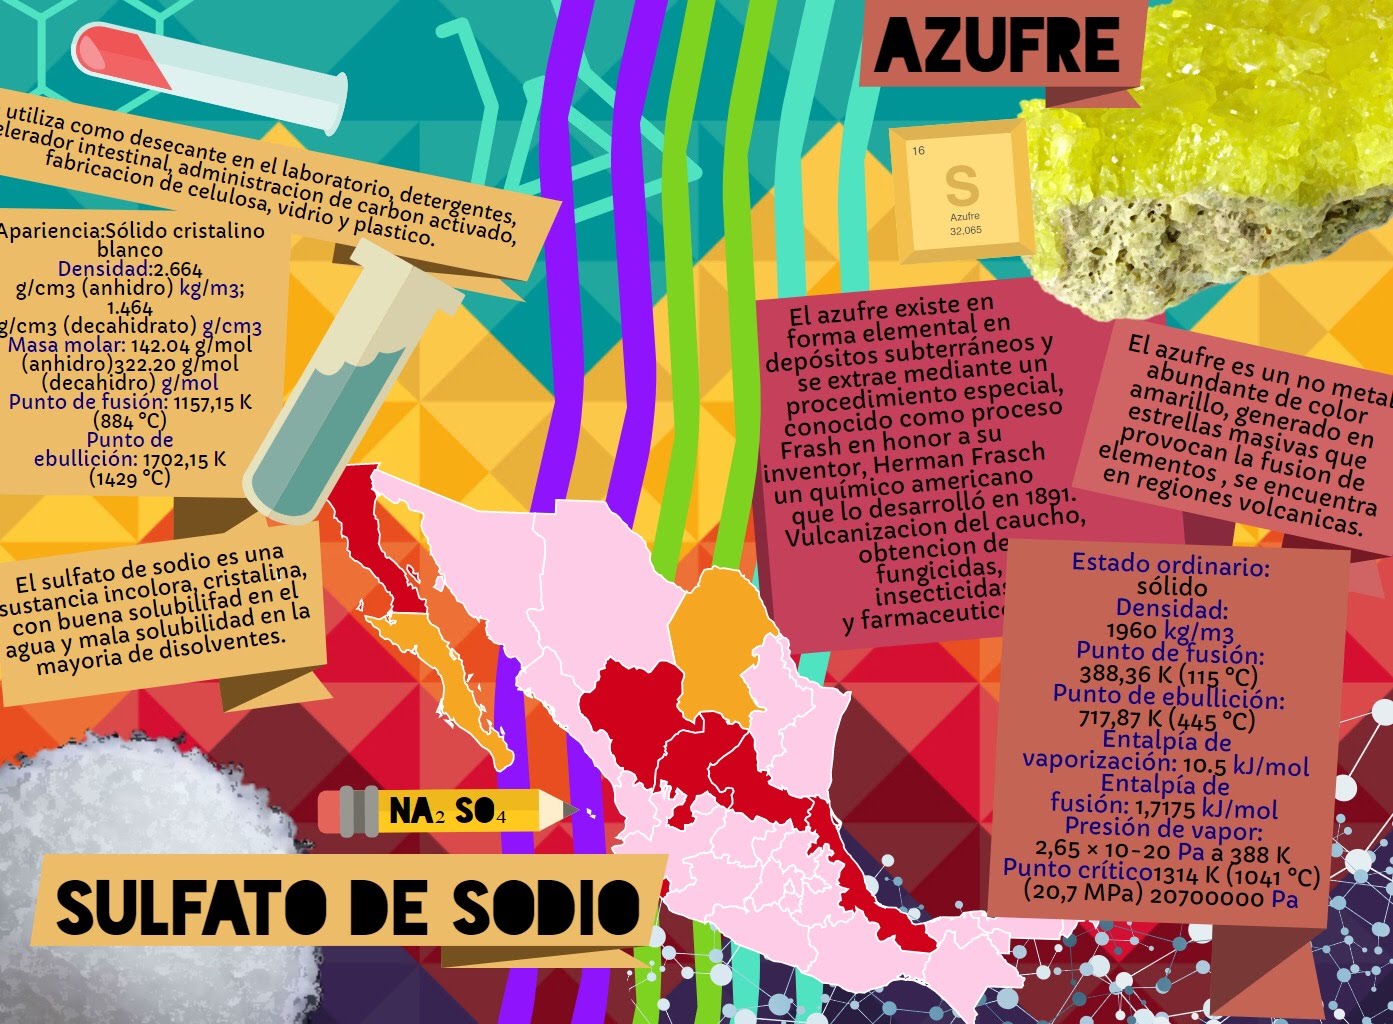 AZUFRE
16
S
Azufre
32,065
utiliza como desecante en el laboratorio, detergentes,
elerador intestinal, administracion de carbon activado,
fabricacion de celulosa, vidrio y plastico.
Apariencia:Sólido cristalino
blanco
Densidad:2.664
g/cm3 (anhidro) kg/m3;
1.464
g/cm3 (decahidrato) g/cm3
Masa molar: 142.04 g/mol
(anhidro)322.20 g/mol
(decahidro) g/mol
Punto de fusión: 1157,15 K
(884 °C)
Punto de
ebullición: 1702,15 K
(1429 °C)
El sulfato de sodio es una
sustancia incolora, cristalina,
con buena solubilifad en el
agua y mala solubilidad en la
mayoria de disolventes.
NA₂ SO₄
SULFATO DE SODIO
El azufre existe en
forma elemental en
depósitos subterráneos y
se extrae mediante un
procedimiento especial,
conocido como proceso
Frash en honor a su
inventor, Herman Frasch
un químico americano
que lo desarrolló en 1891.
Vulcanizacion del caucho,
obtencion de
fungicidas,
insecticidas
y farmaceutic
El azufre es un no metal
abundante de color
amarillo, generado en
estrellas masivas que
provocan la fusion de
elementos , se encuentra
en regiones volcanicas.
Estado ordinario:
sólido
Densidad:
1960 kg/m3
Punto de fusión:
388,36 K (115 °C)
Punto de ebullición:
717,87 K (445 °C)
Entalpía de
vaporización: 10.5 kJ/mol
Entalpía de
fusión: 1,7175 kJ/mol
Presión de vapor:
2,65 × 10-20 Pa a 388 K
Punto crítico1314 K (1041 °C)
(20,7 MPa) 20700000 Pa